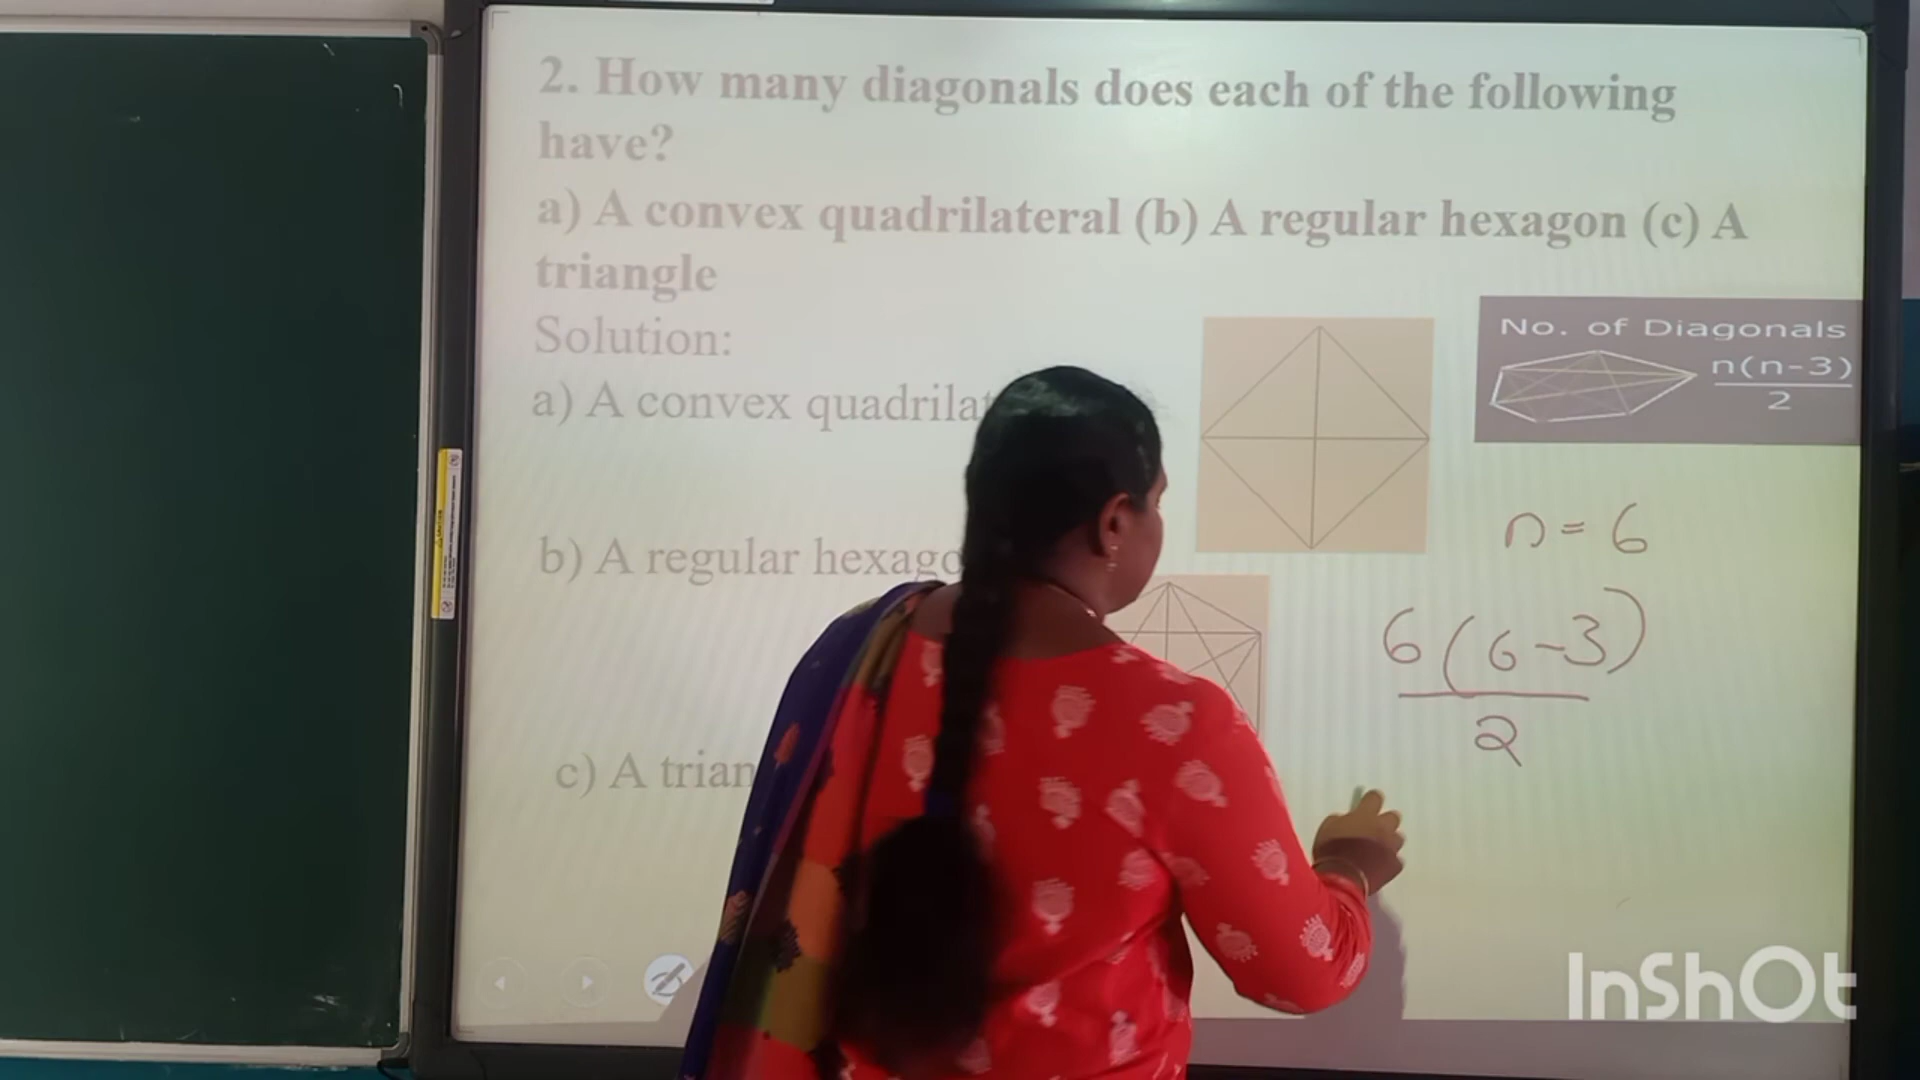 2. How many diagonals does each of the following
have?
a) A convex quadrilateral (b) A regular hexagon (c) A
triangle
Solution:
a) A convex quadrilat
No. of Diagonals
n(n-3)
2
b) A regular hexago
n = 6
6(6-3)
2
c) A trian
InShOt